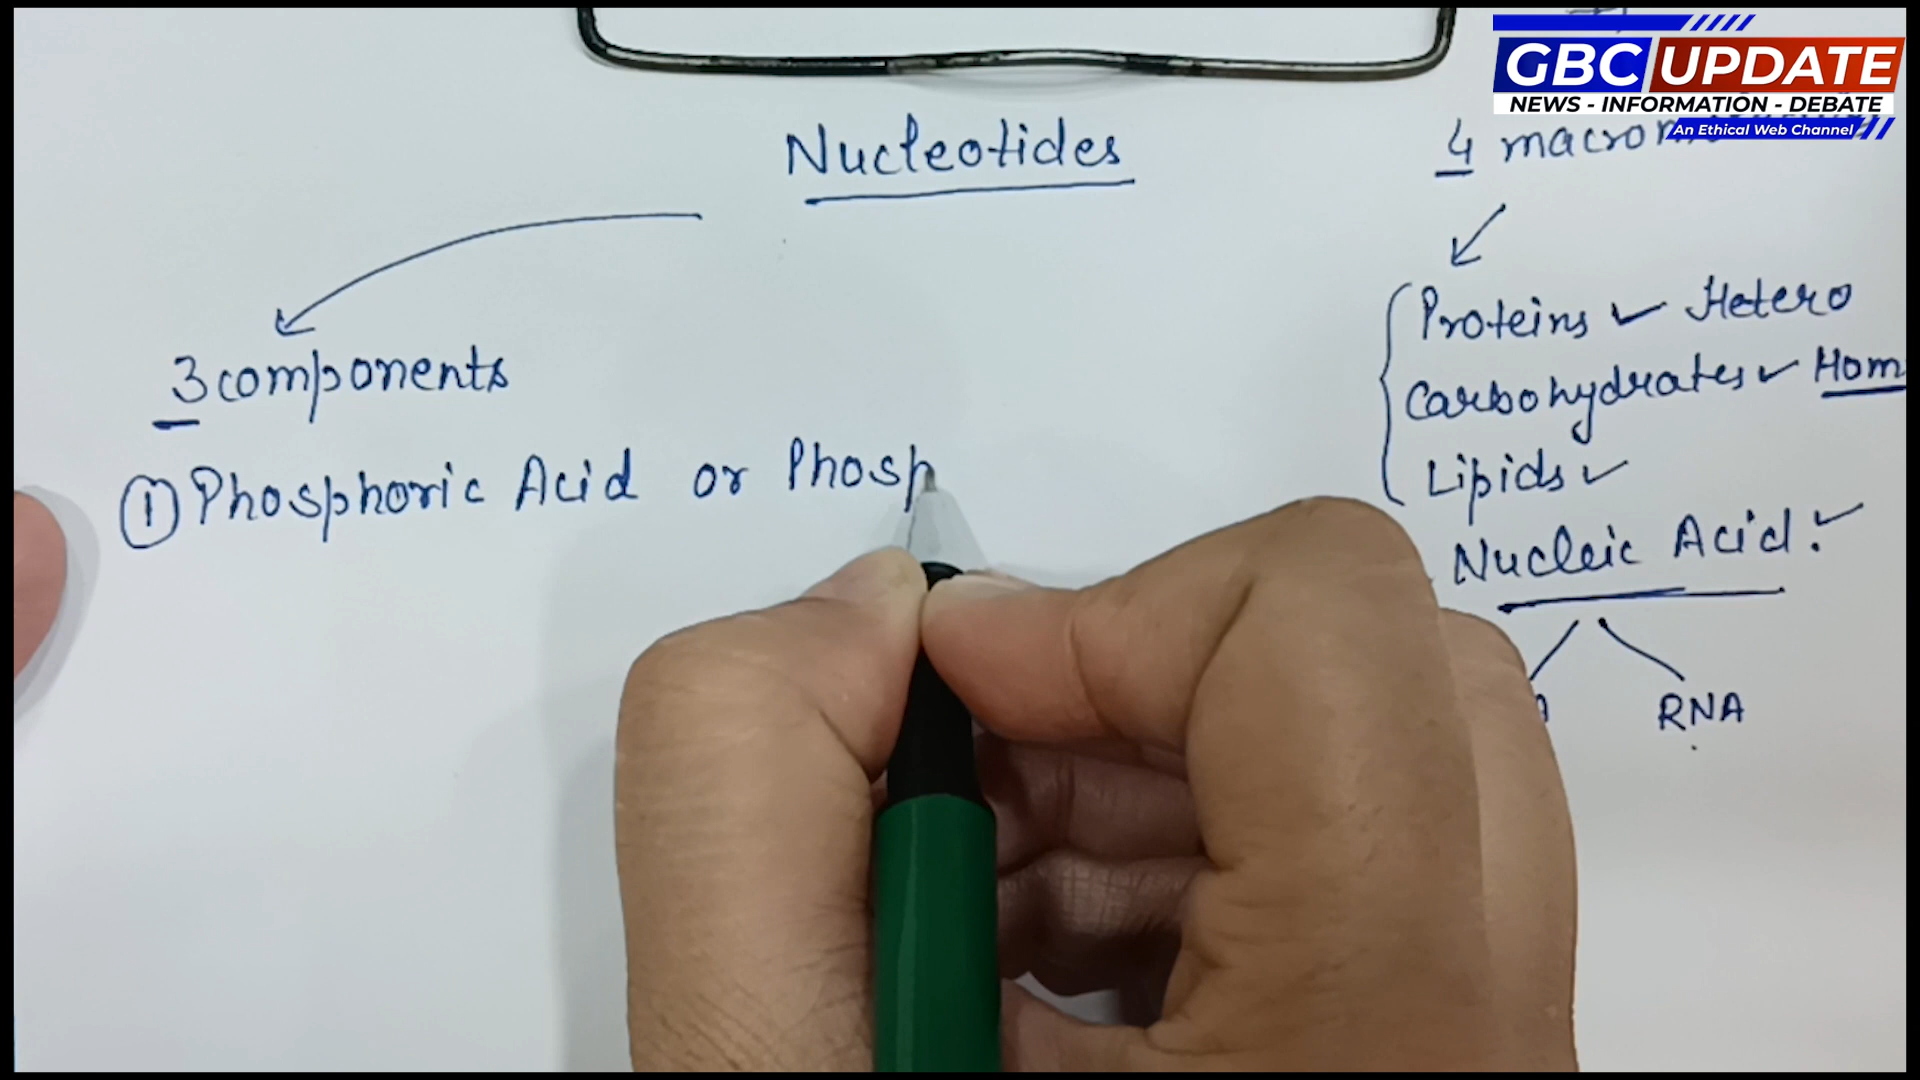 GBC UPDATE
NEWS - INFORMATION - DEBATE
An Ethical Web Channel
Nucleotides
3 components
① Phosphoric Acid or Phosp
4
Proteins ✓ Hetero
Carbohydrates ✓ Hom
Lipids ✓
Nucleic Acid. ✓
RNA